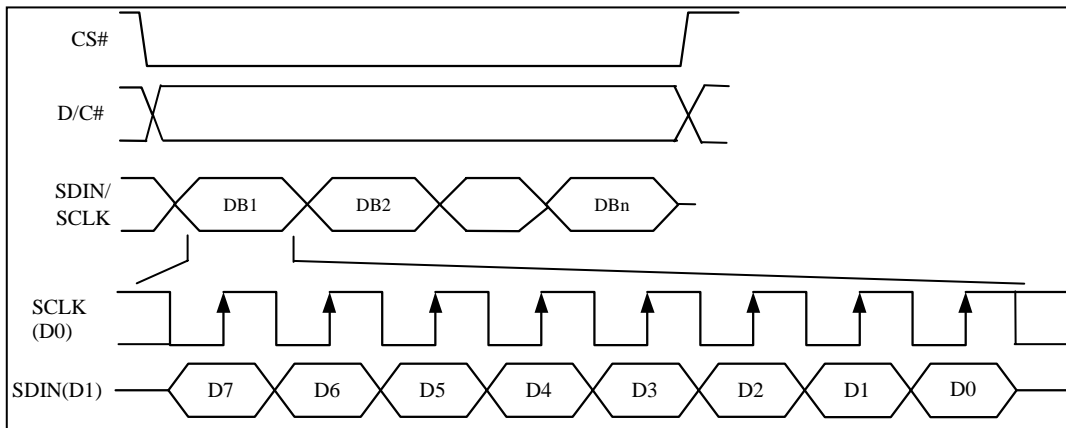 CS#
D/C#
SDIN/
SCLK
DB1 DB2 DBn
SCLK
(D0)
SDIN(D1) D7 D6 D5 D4 D3 D2 D1 D0